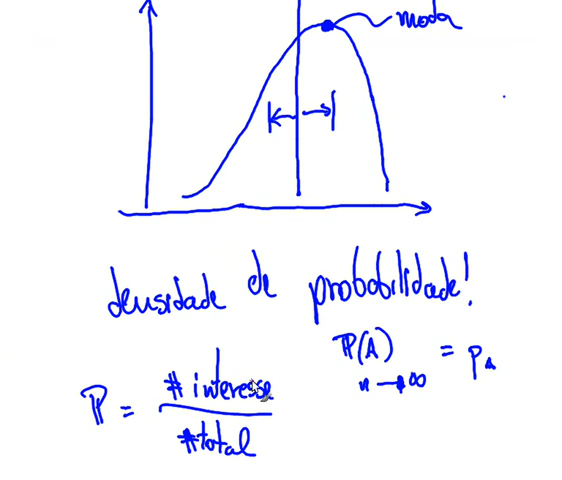 moda
densidade de probabilidade!
P(A) = pA
n → ∞
P = # interesse
#total